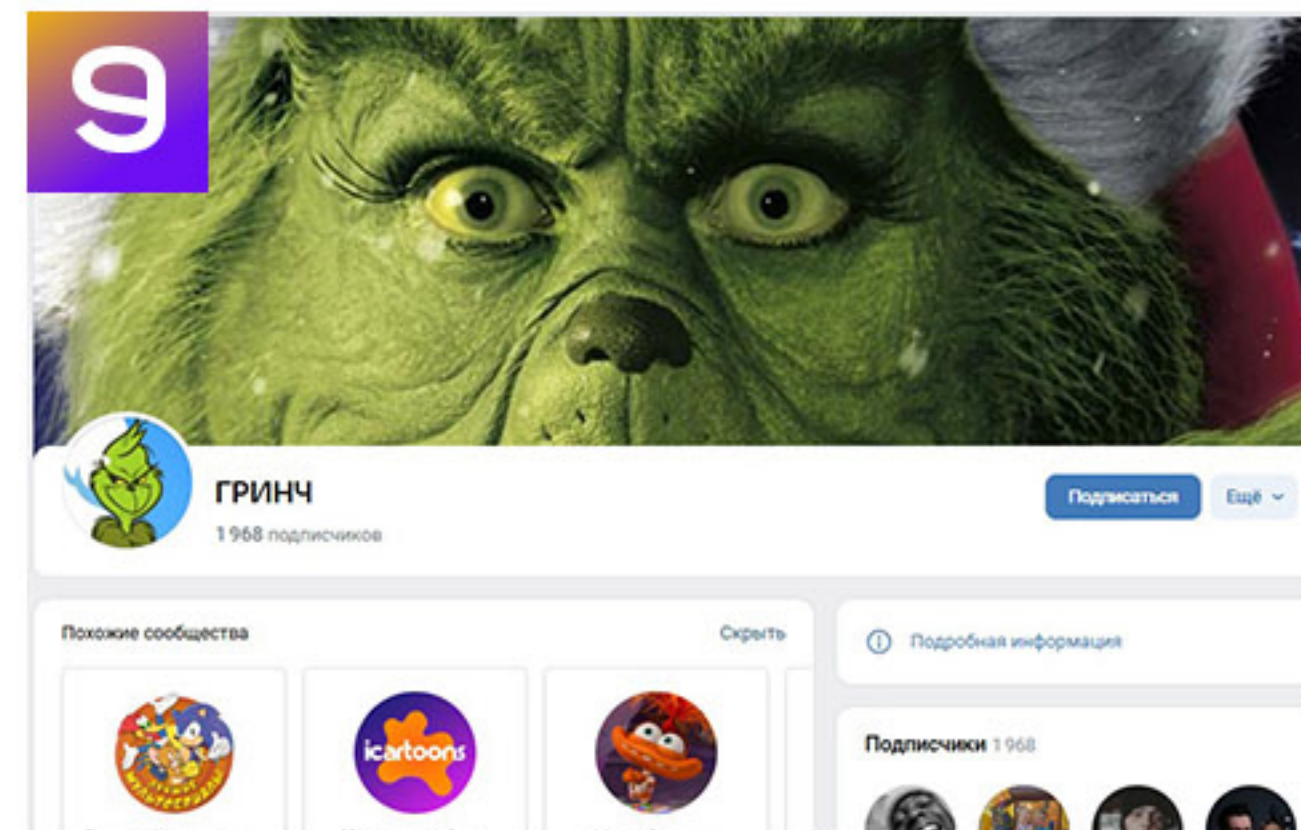 9
ГРИНЧ
1 968 подписчиков
Подписаться
Ещё
Похожие сообщества
Скрыть
Подробная информация
icartoons
Подписчики 1 968